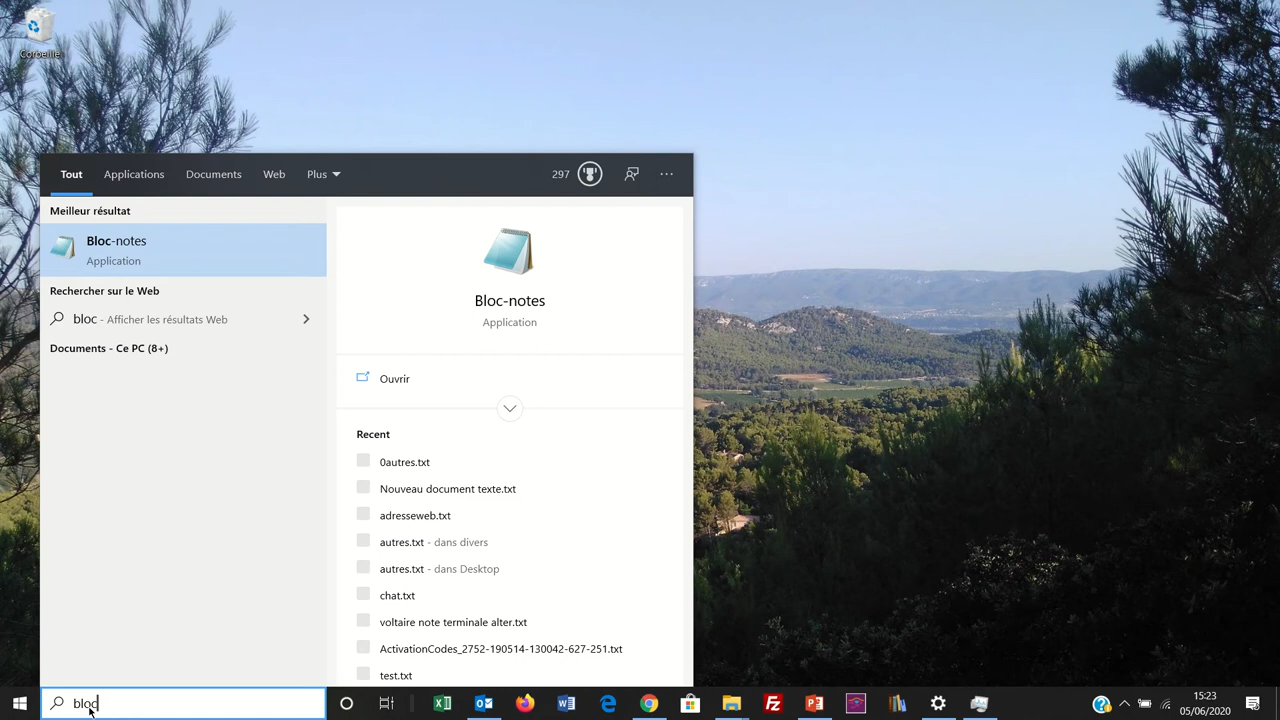 Corbeille
Tout Applications Documents Web Plus 297 ...
Meilleur résultat
Bloc-notes
Application
Rechercher sur le Web
bloc - Afficher les résultats Web
Documents - Ce PC (8+)
Bloc-notes
Application
Ouvrir
Recent
0autres.txt
Nouveau document texte.txt
adresseweb.txt
autres.txt - dans divers
autres.txt - dans Desktop
chat.txt
voltaire note terminale alter.txt
ActivationCodes_2752-190514-130042-627-251.txt
test.txt
bloc
15:23
05/06/2020